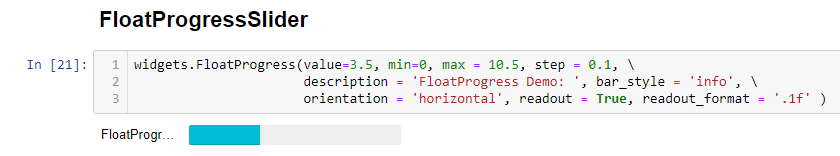 FloatProgressSlider
In [21]: 1 widgets.FloatProgress(value=3.5, min=0, max = 10.5, step = 0.1, \
2 description = 'FloatProgress Demo: ', bar_style = 'info', \
3 orientation = 'horizontal', readout = True, readout_format = '.1f' )
FloatProgr...